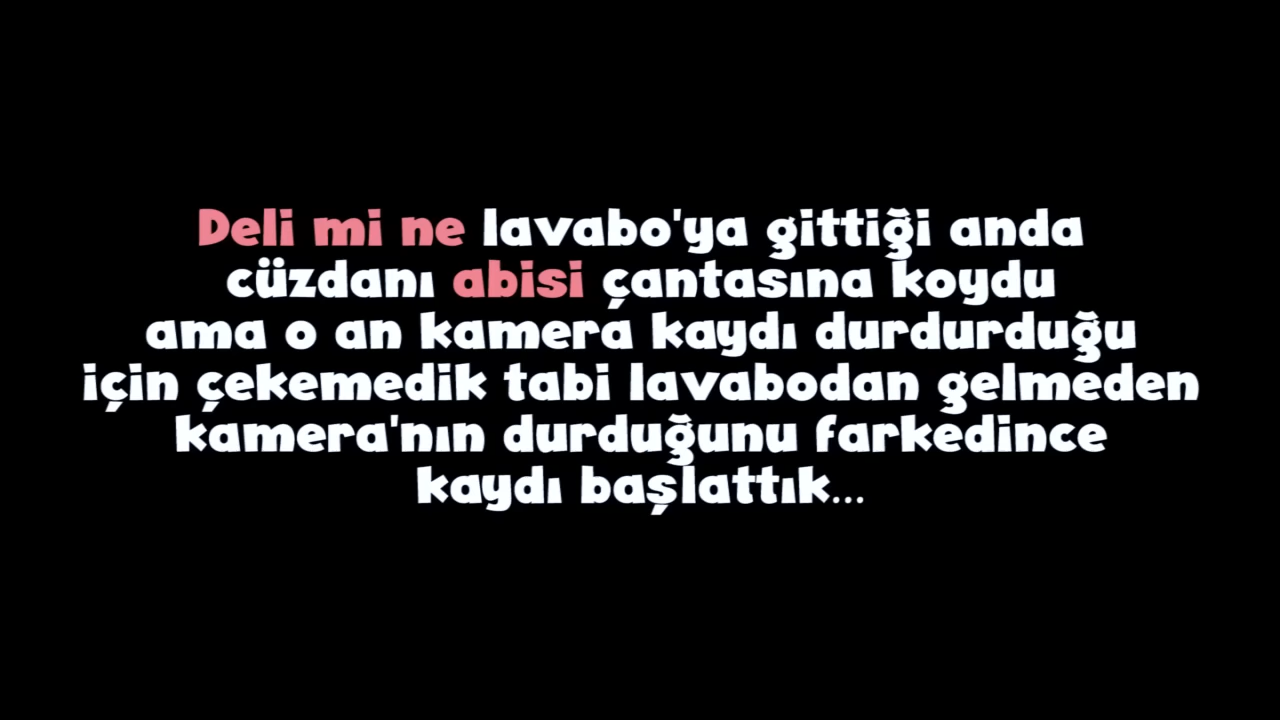 Deli mi ne lavabo'ya gittiği anda
cüzdanı abisi çantasına koydu
ama o an kamera kaydı durdurduğu
için çekemedik tabi lavabodan gelmeden
kamera'nın durduğunu farkedince
kaydı başlattık...